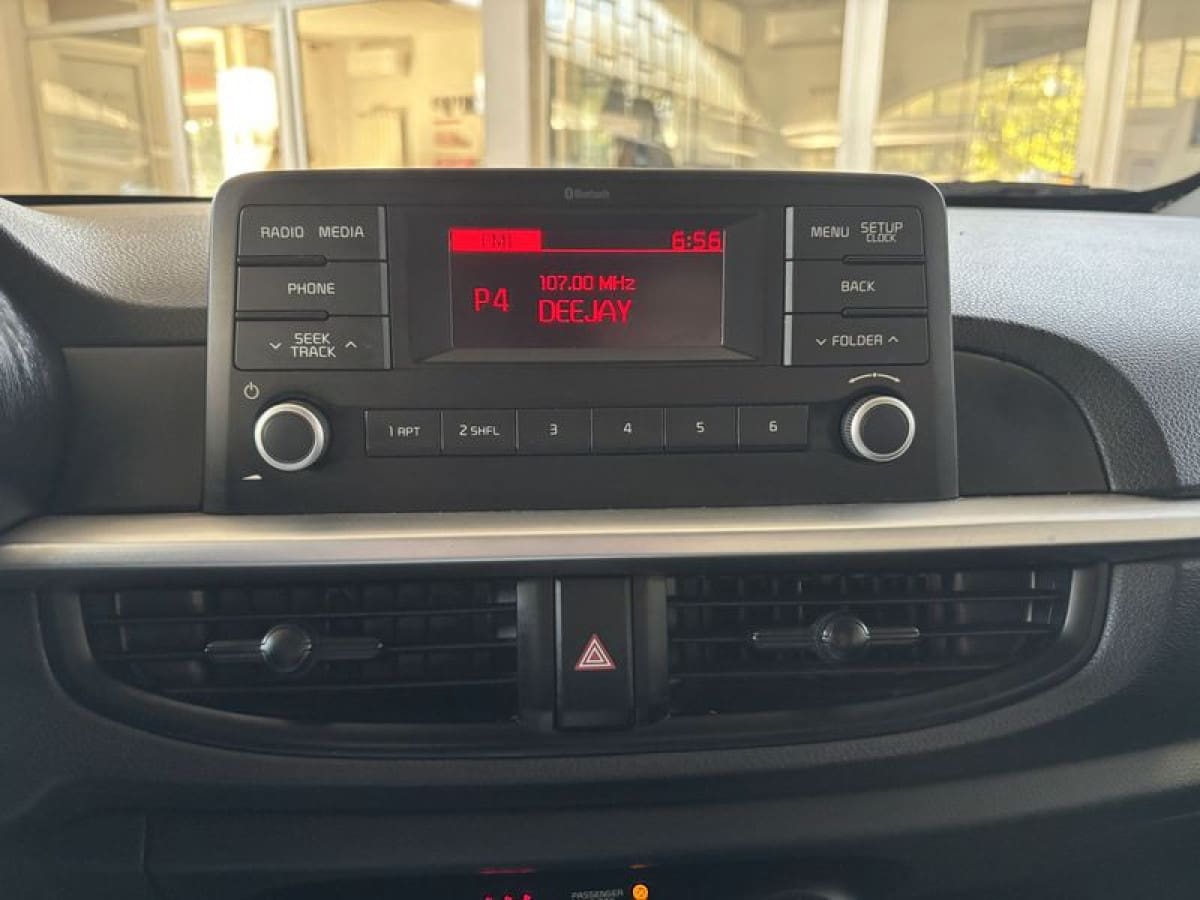 Bluetooth
RADIO MEDIA
PHONE
SEEK
TRACK
FM1 6:56
107.00 MHz
P4
DEEJAY
MENU SETUP
CLOCK
BACK
FOLDER
1 RPT 2 SHFL 3 4 5 6
PASSENGER